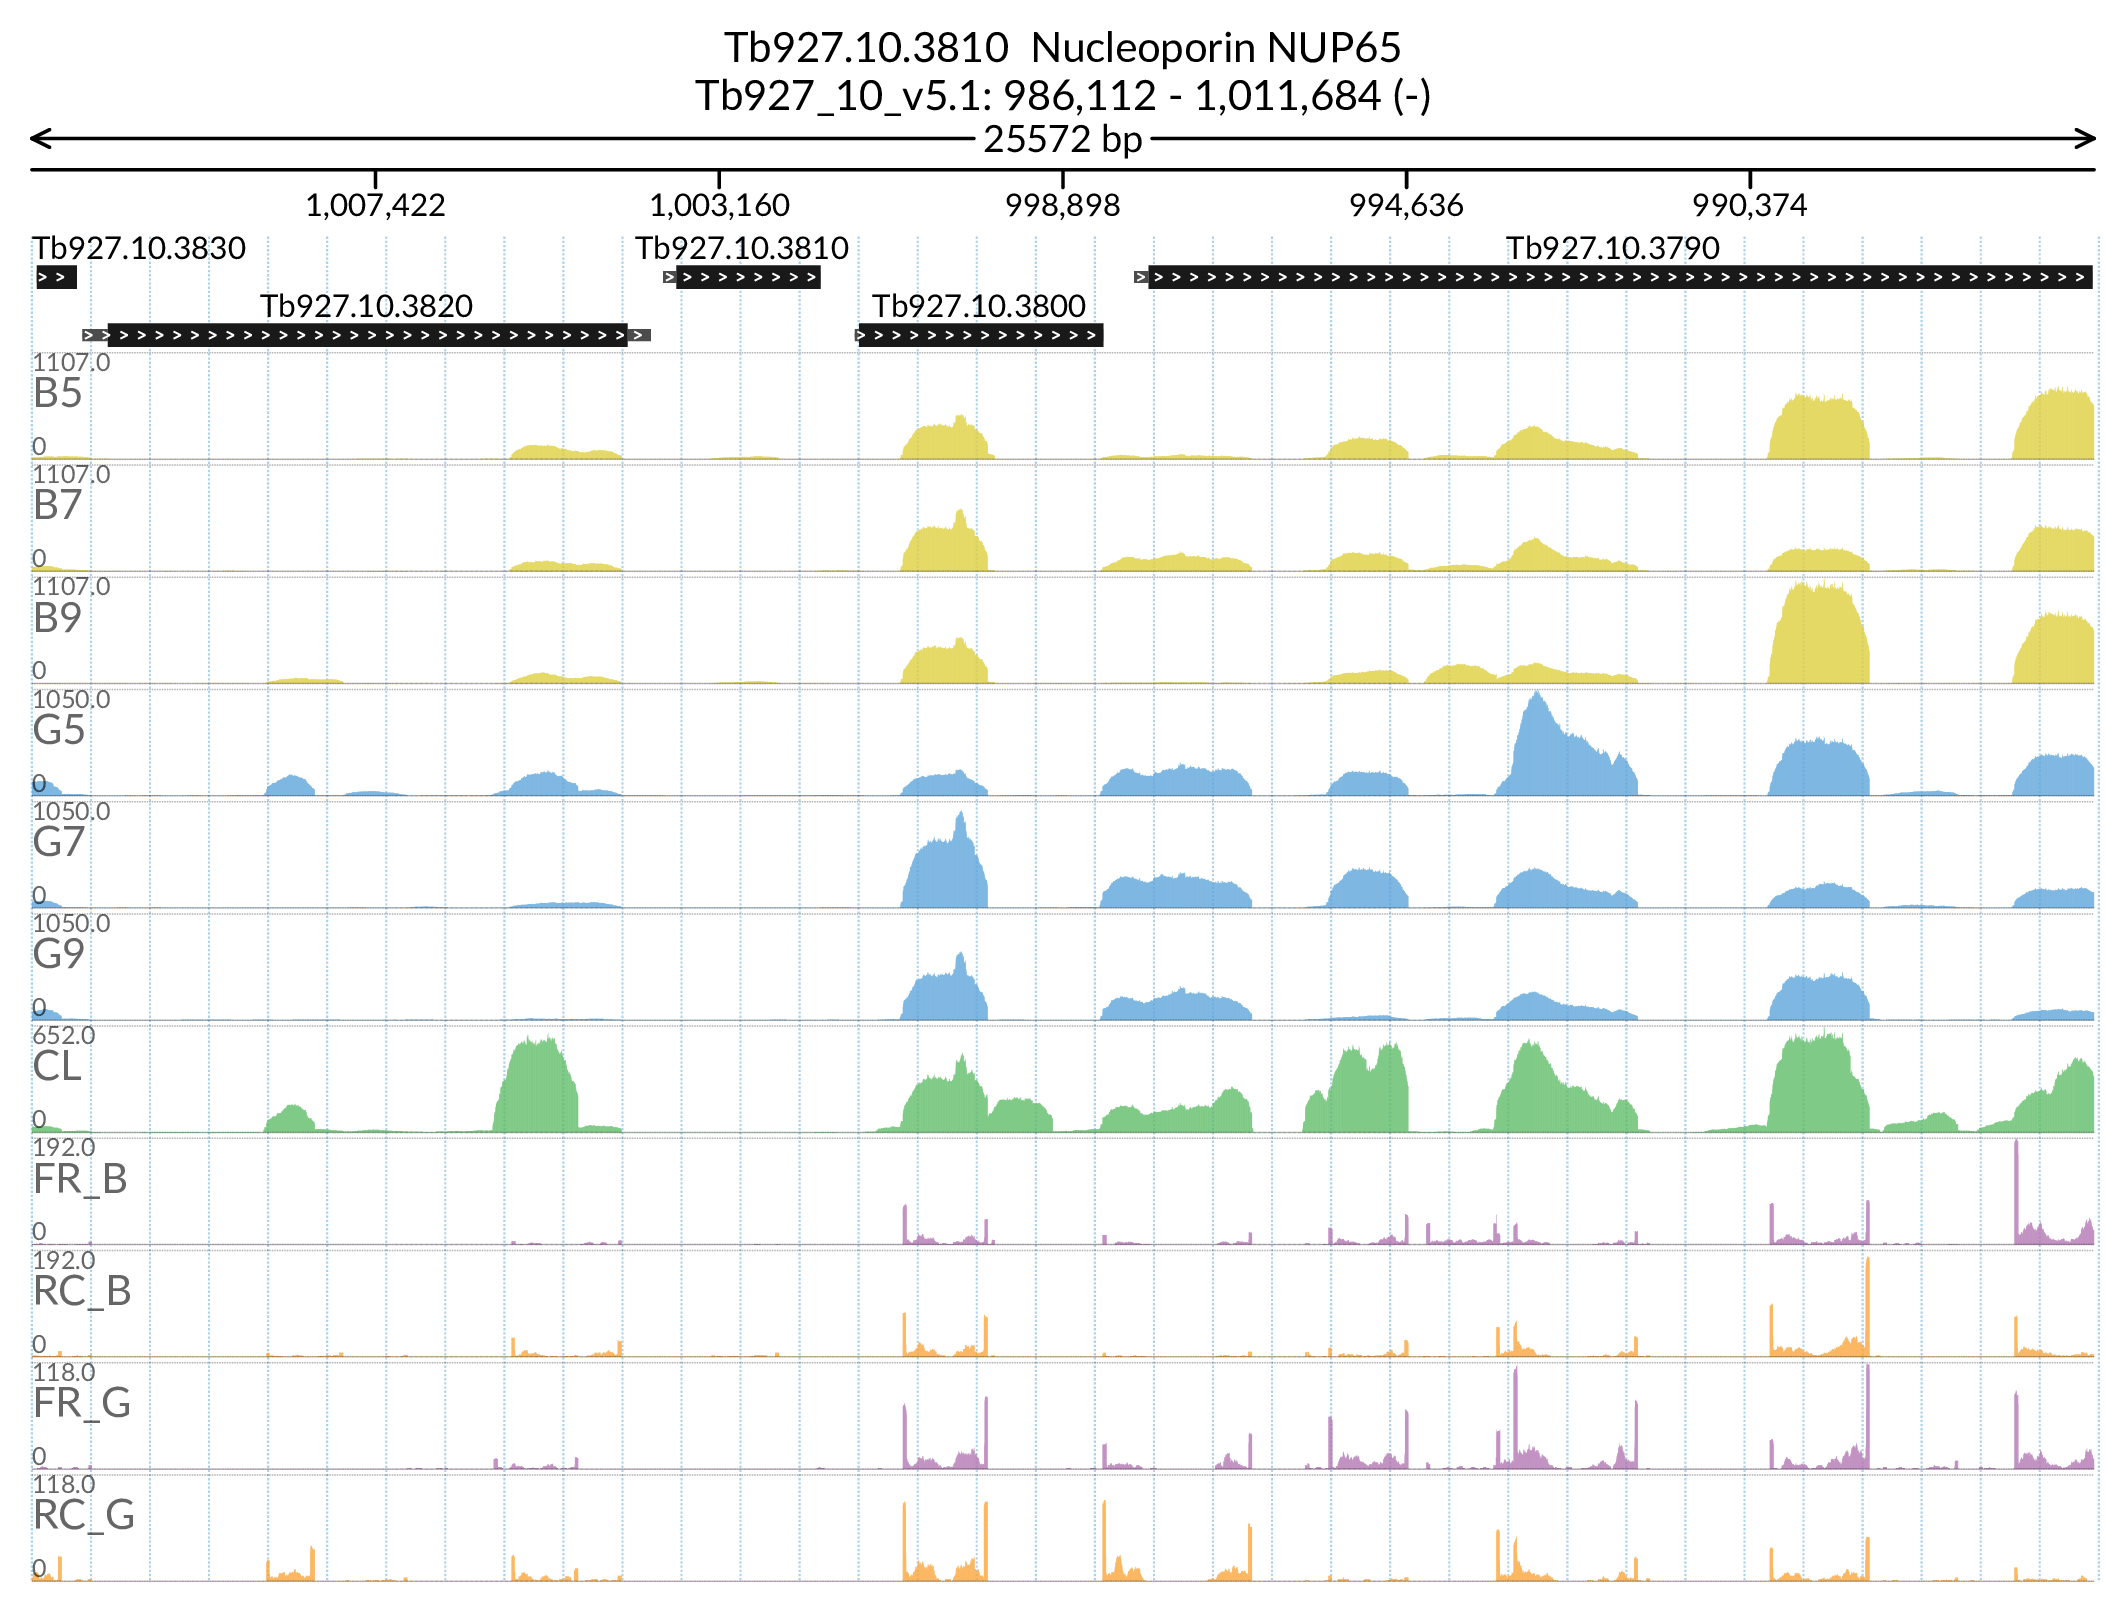 Tb927.10.3810 Nucleoporin NUP65
Tb927_10_v5.1: 986,112 - 1,011,684 (-)
25572 bp
1,007,422 1,003,160 998,898 994,636 990,374
Tb927.10.3830 Tb927.10.3810 Tb927.10.3790
Tb927.10.3820 Tb927.10.3800
1107.0
B5
0
1107.0
B7
0
1107.0
B9
0
1050.0
G5
0
1050.0
G7
0
1050.0
G9
0
652.0
CL
0
192.0
FR_B
0
192.0
RC_B
0
118.0
FR_G
0
118.0
RC_G
0